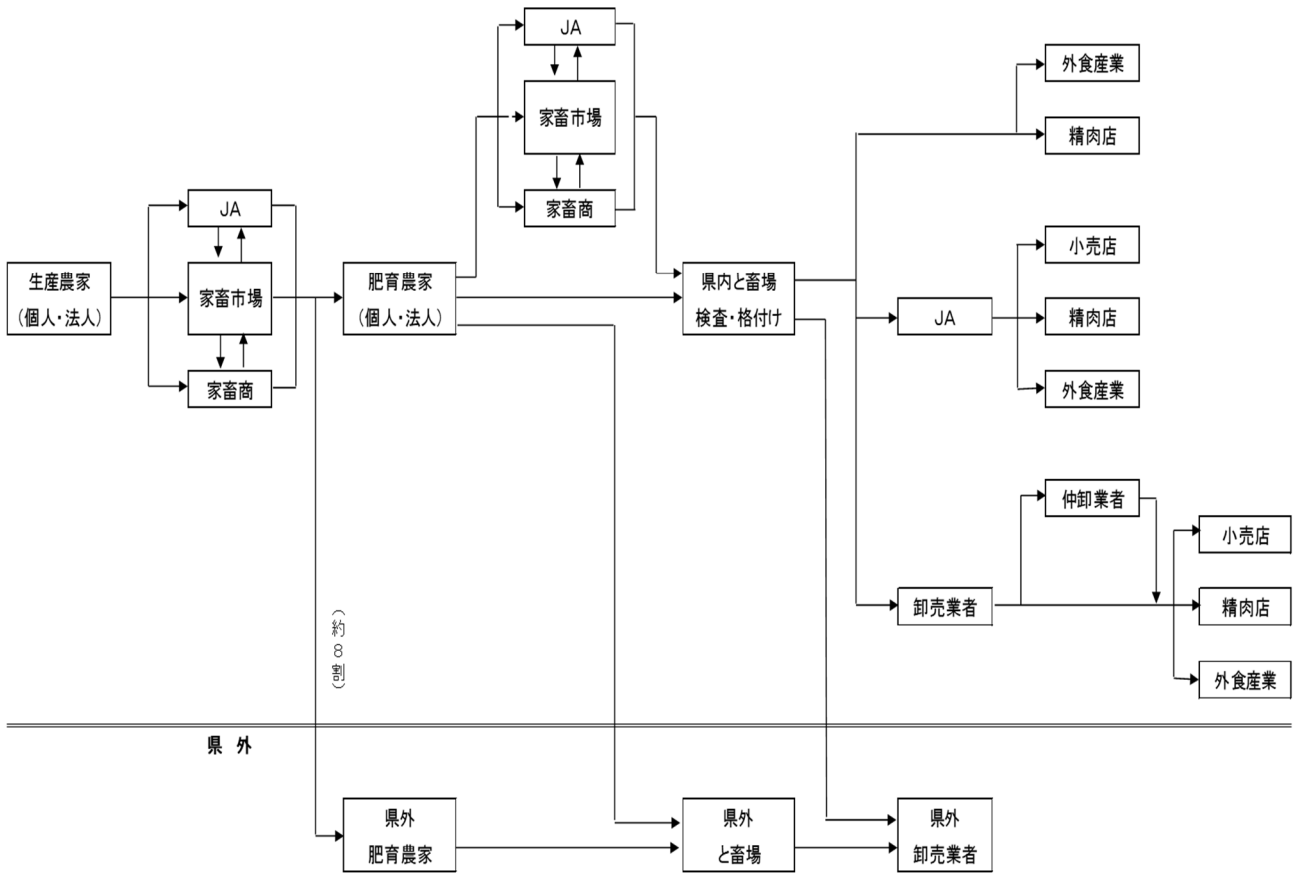 JA
家畜市場
家畜商
外食産業
精肉店
JA
家畜市場
家畜商
生産農家
（個人・法人）
肥育農家
（個人・法人）
県内と畜場
検査・格付け
小売店
JA
精肉店
外食産業
仲卸業者
卸売業者
小売店
精肉店
外食産業
（約８割）
県 外
県外
肥育農家
県外
と畜場
県外
卸売業者